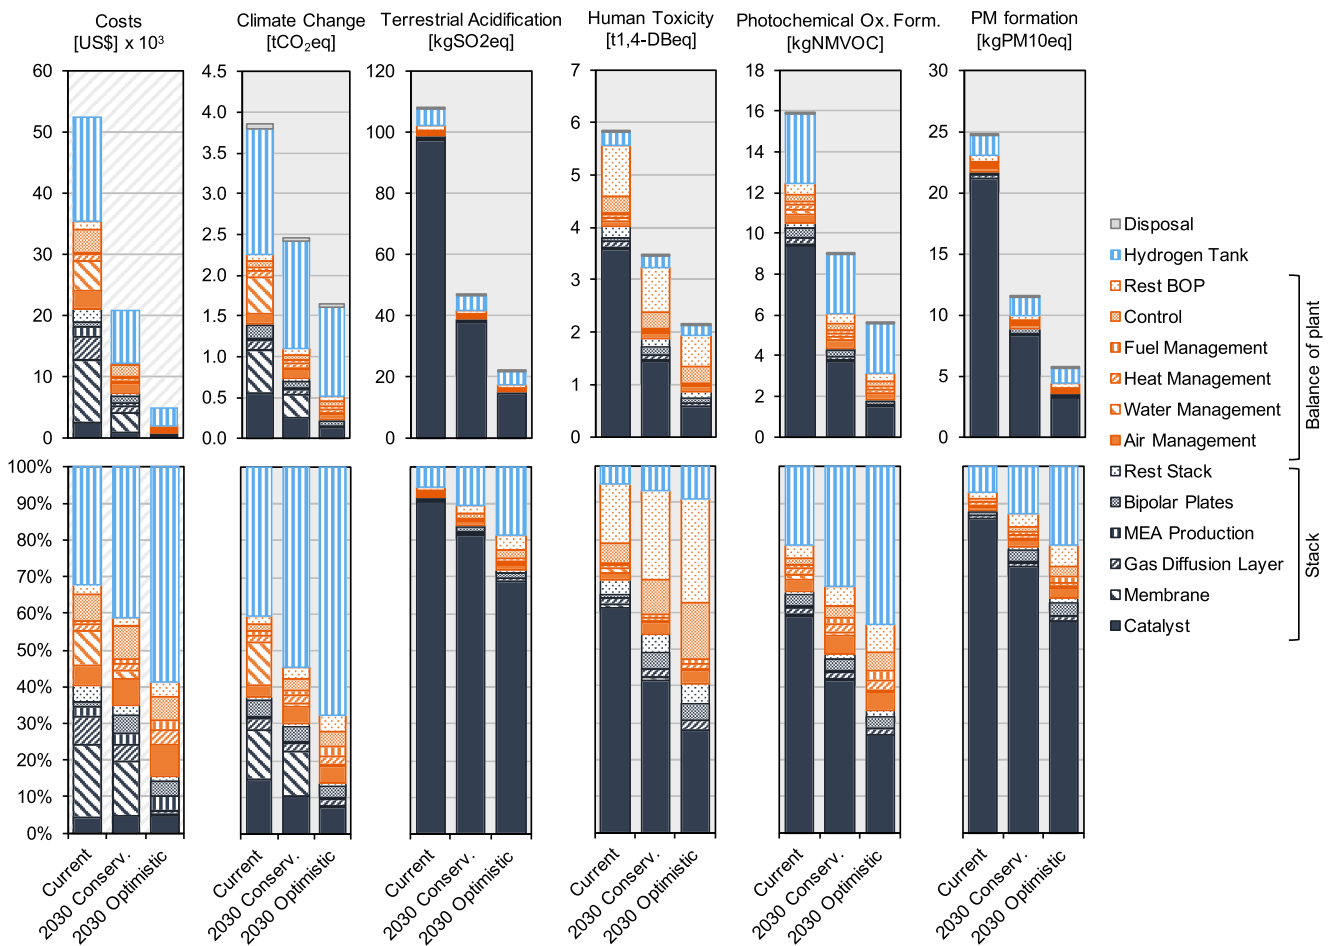 Costs
[US$] x 10³
Climate Change
[tCO₂eq]
Terrestrial Acidification
[kgSO2eq]
Human Toxicity
[t1,4-DBeq]
Photochemical Ox. Form.
[kgNMVOC]
PM formation
[kgPM10eq]
60
50
40
30
20
10
0
4.5
4.0
3.5
3.0
2.5
2.0
1.5
1.0
0.5
0.0
120
100
80
60
40
20
0
7
6
5
4
3
2
1
0
18
16
14
12
10
8
6
4
2
0
30
25
20
15
10
5
0
100%
90%
80%
70%
60%
50%
40%
30%
20%
10%
0%
Current
2030 Conserv.
2030 Optimistic
Current
2030 Conserv.
2030 Optimistic
Current
2030 Conserv.
2030 Optimistic
Current
2030 Conserv.
2030 Optimistic
Current
2030 Conserv.
2030 Optimistic
Current
2030 Conserv.
2030 Optimistic
Disposal
Hydrogen Tank
Rest BOP
Control
Fuel Management
Heat Management
Water Management
Air Management
Rest Stack
Bipolar Plates
MEA Production
Gas Diffusion Layer
Membrane
Catalyst
Balance of plant
Stack